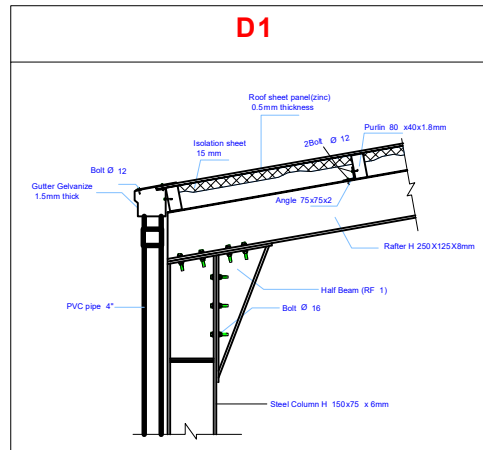 D1
Roof sheet panel(zinc)
0.5mm thickness
2Bolt Ø 12
Purlin 80 x40x1.8mm
Isolation sheet
15 mm
Bolt Ø 12
Gutter Galvanize
1.5mm thick
Angle 75x75x2
Rafter H 250X125X8mm
Half Beam (RF 1)
PVC pipe 4"
Bolt Ø 16
Steel Column H 150x75 x 6mm